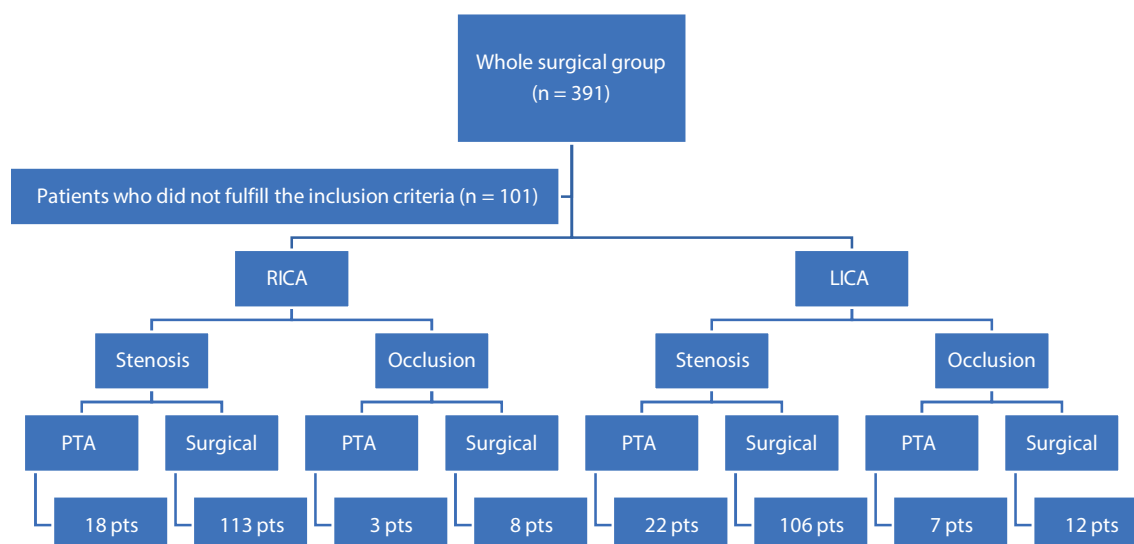 Whole surgical group
(n = 391)
Patients who did not fulfill the inclusion criteria (n = 101)
RICA
LICA
Stenosis
Occlusion
Stenosis
Occlusion
PTA
Surgical
PTA
Surgical
PTA
Surgical
PTA
Surgical
18 pts
113 pts
3 pts
8 pts
22 pts
106 pts
7 pts
12 pts